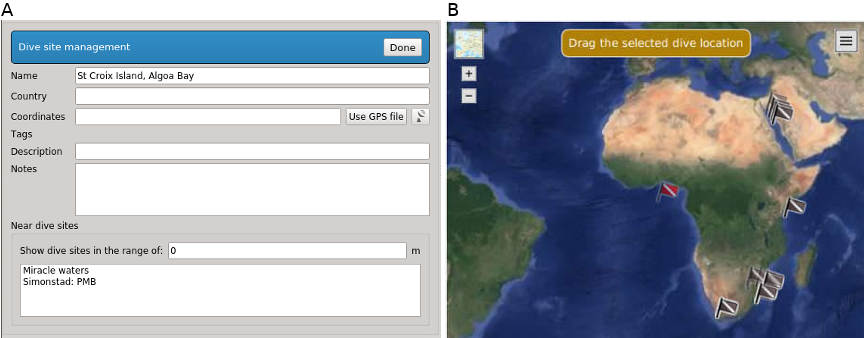 A
Dive site management
Done
Name
St Croix Island, Algoa Bay
Country
Coordinates
Use GPS file
Tags
Description
Notes
Near dive sites
Show dive sites in the range of:
0
m
Miracle waters
Simonstad: PMB
B
Drag the selected dive location
+
−